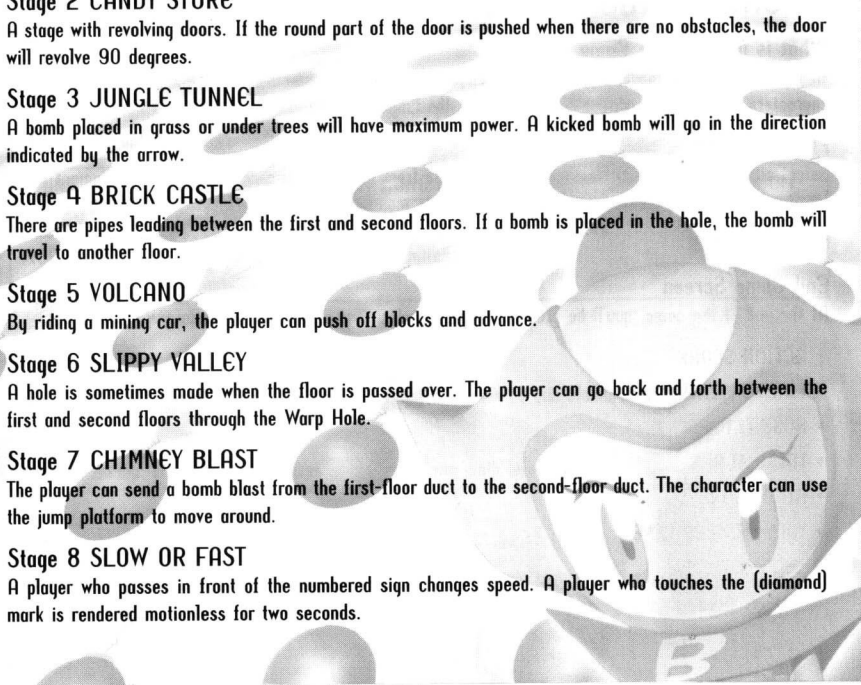 Stage 2 CANDY STORE
A stage with revolving doors. If the round part of the door is pushed when there are no obstacles, the door
will revolve 90 degrees.
Stage 3 JUNGLE TUNNEL
A bomb placed in grass or under trees will have maximum power. A kicked bomb will go in the direction
indicated by the arrow.
Stage 4 BRICK CASTLE
There are pipes leading between the first and second floors. If a bomb is placed in the hole, the bomb will
travel to another floor.
Stage 5 VOLCANO
By riding a mining car, the player can push off blocks and advance.
Stage 6 SLIPPY VALLEY
A hole is sometimes made when the floor is passed over. The player can go back and forth between the
first and second floors through the Warp Hole.
Stage 7 CHIMNEY BLAST
The player can send a bomb blast from the first-floor duct to the second-floor duct. The character can use
the jump platform to move around.
Stage 8 SLOW OR FAST
A player who passes in front of the numbered sign changes speed. A player who touches the (diamond)
mark is rendered motionless for two seconds.
B